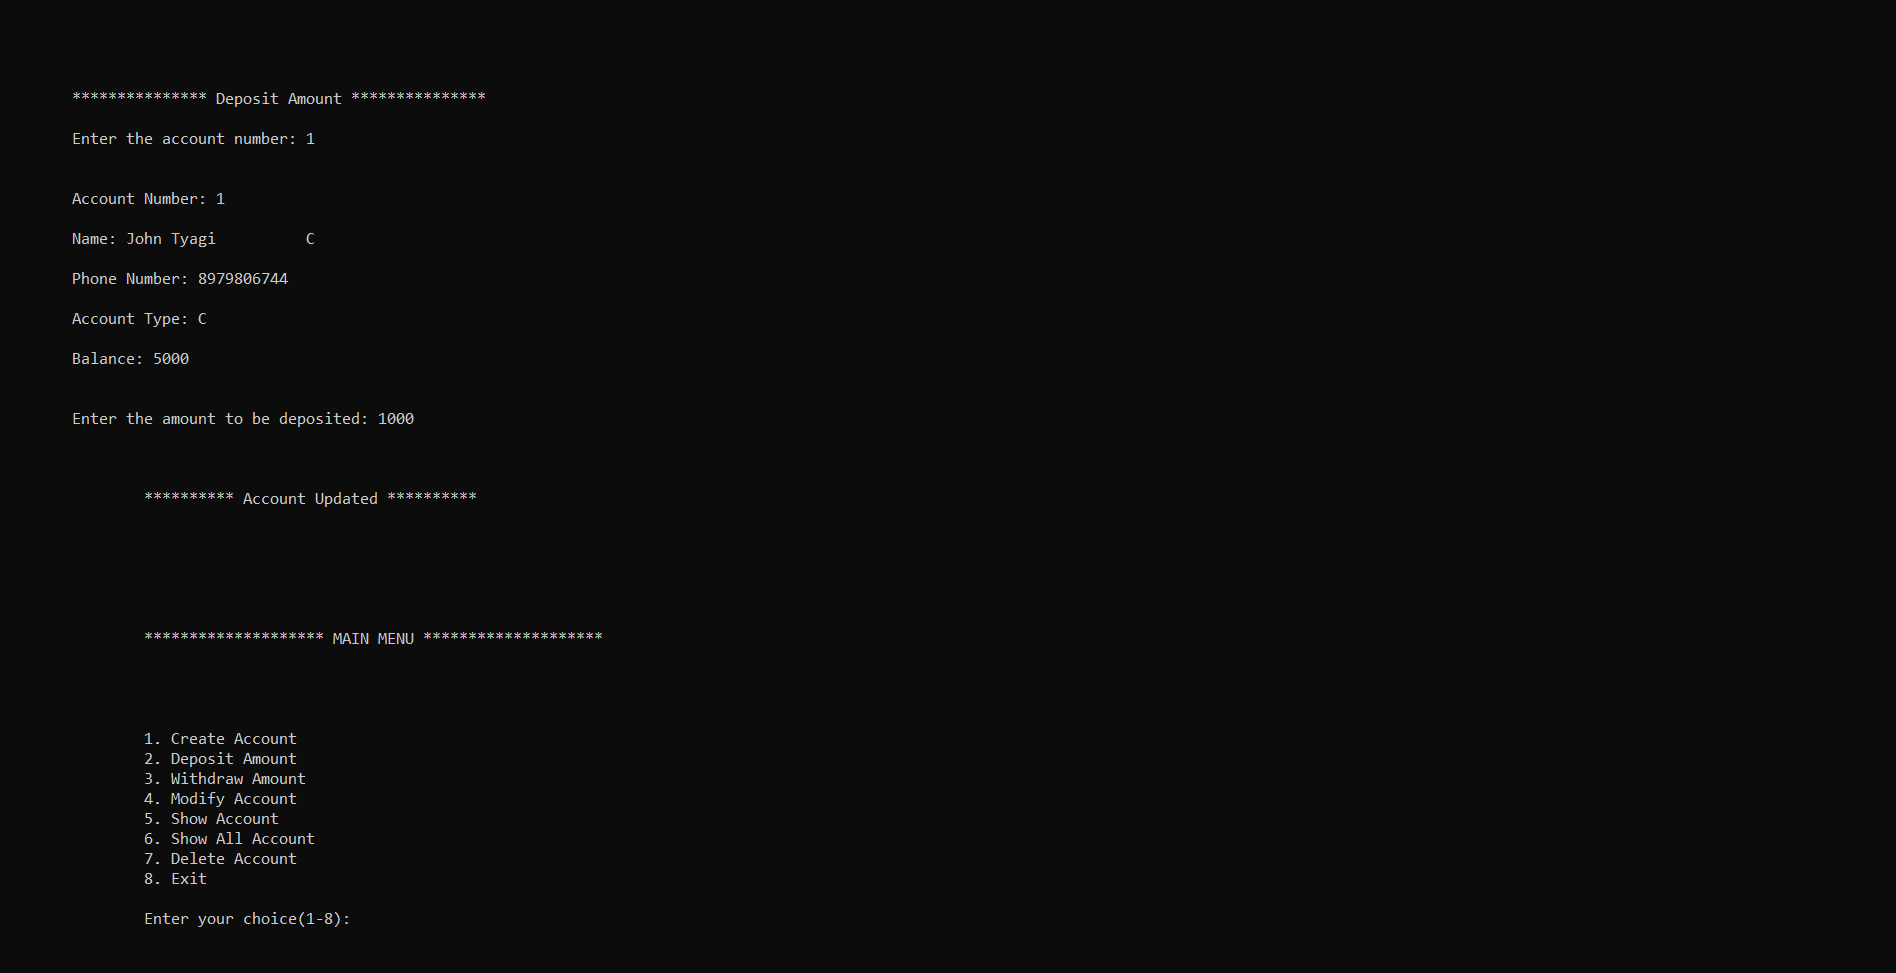 *************** Deposit Amount ***************
Enter the account number: 1
Account Number: 1
Name: John Tyagi          C
Phone Number: 8979806744
Account Type: C
Balance: 5000
Enter the amount to be deposited: 1000
********** Account Updated **********
******************** MAIN MENU ********************
1. Create Account
2. Deposit Amount
3. Withdraw Amount
4. Modify Account
5. Show Account
6. Show All Account
7. Delete Account
8. Exit
Enter your choice(1-8):